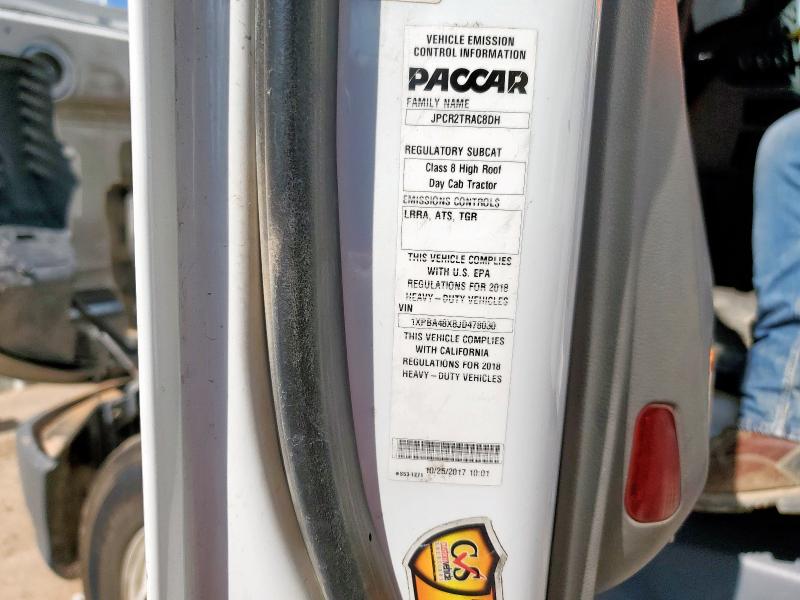 VEHICLE EMISSION
CONTROL INFORMATION
PACCAR
FAMILY NAME
JPCR2TRAC8DH
REGULATORY SUBCAT
Class 8 High Roof
Day Cab Tractor
EMISSIONS CONTROLS
LRRA, ATS, TGR
THIS VEHICLE COMPLIES
WITH U.S. EPA
REGULATIONS FOR 2018
HEAVY-DUTY VEHICLES
VIN
1XPBA48X8JD478030
THIS VEHICLE COMPLIES
WITH CALIFORNIA
REGULATIONS FOR 2018
HEAVY-DUTY VEHICLES
10/25/2017 10:01
CVS